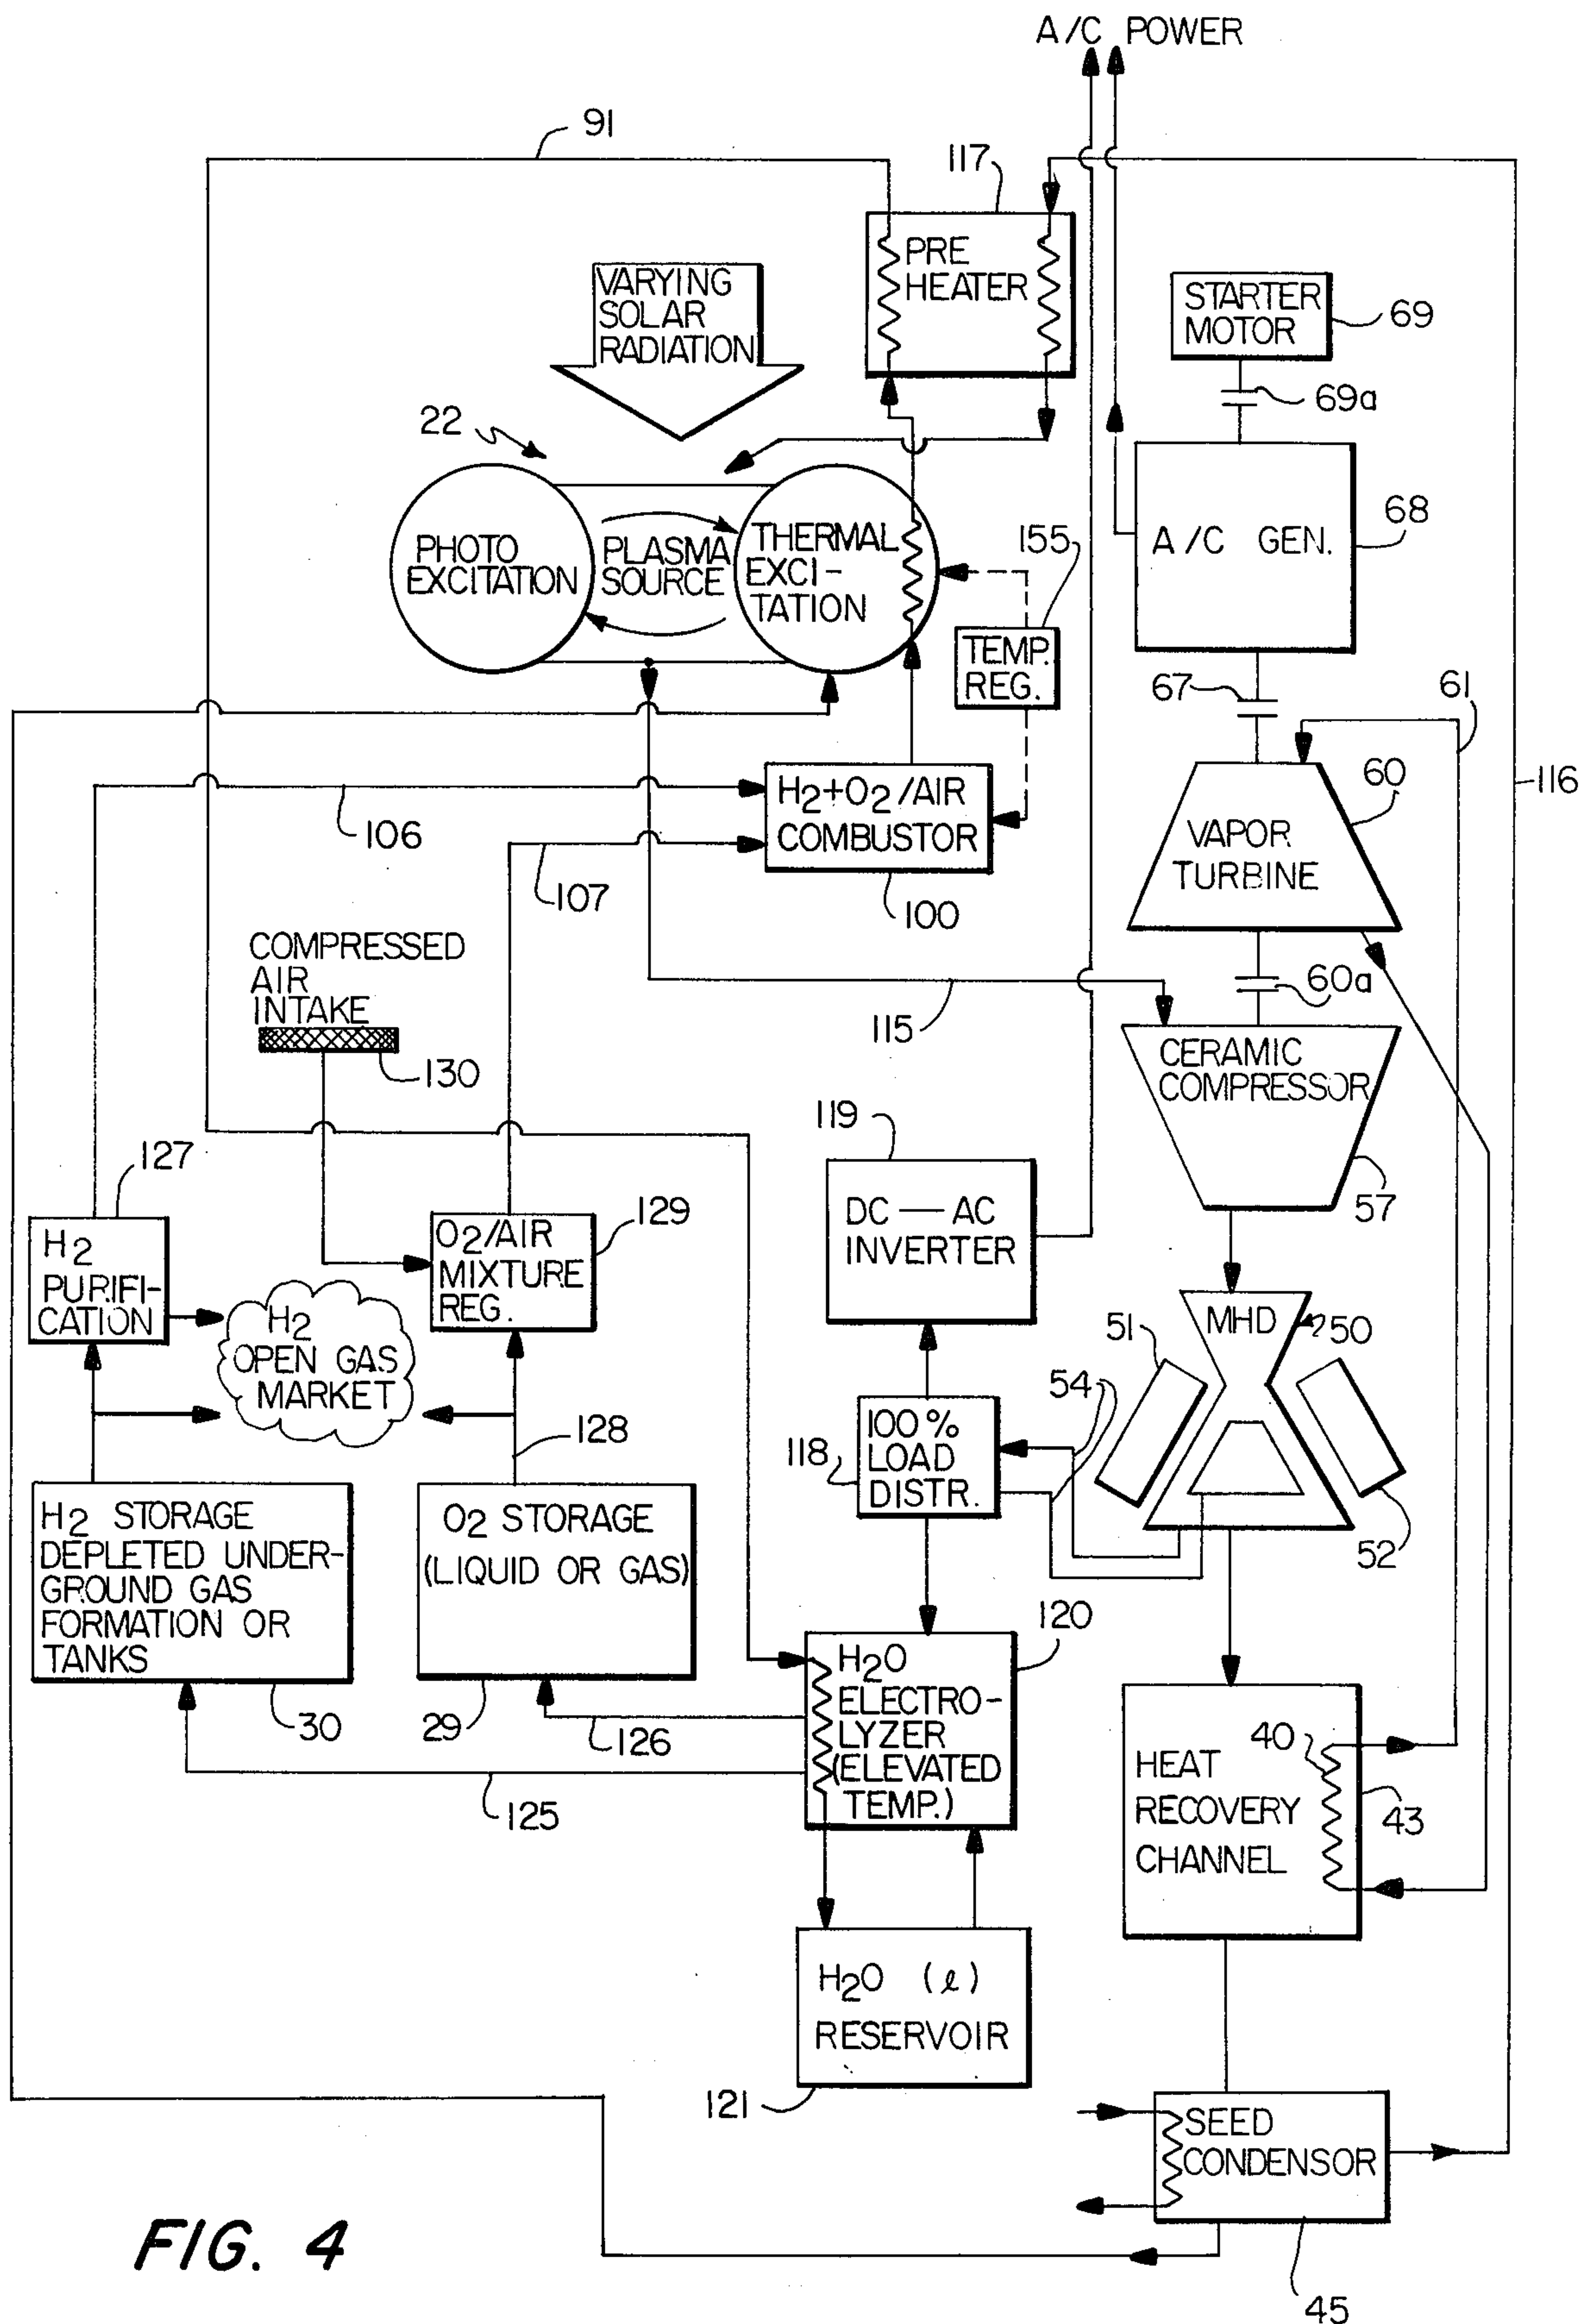 A/C POWER
91
117
PRE
HEATER
VARYING
SOLAR
RADIATION
STARTER
MOTOR
69
69a
22
PHOTO
EXCITATION
PLASMA
SOURCE
THERMAL
EXCI-
TATION
155
TEMP.
REG.
A/C GEN.
68
67
61
60
116
VAPOR
TURBINE
106
H2+O2/AIR
COMBUSTOR
107
100
COMPRESSED
AIR
INTAKE
130
115
60a
CERAMIC
COMPRESSOR
57
119
DC — AC
INVERTER
127
H2
PURIFI-
CATION
129
O2/AIR
MIXTURE
REG.
H2
OPEN GAS
MARKET
MHD
50
51
52
54
118
100%
LOAD
DISTR.
128
H2 STORAGE
DEPLETED UNDER-
GROUND GAS
FORMATION OR
TANKS
30
O2 STORAGE
(LIQUID OR GAS)
29
126
125
120
H2O
ELECTRO-
LYZER
(ELEVATED
TEMP.)
40
HEAT
RECOVERY
CHANNEL
43
H2O (ℓ)
RESERVOIR
121
SEED
CONDENSOR
45
FIG. 4